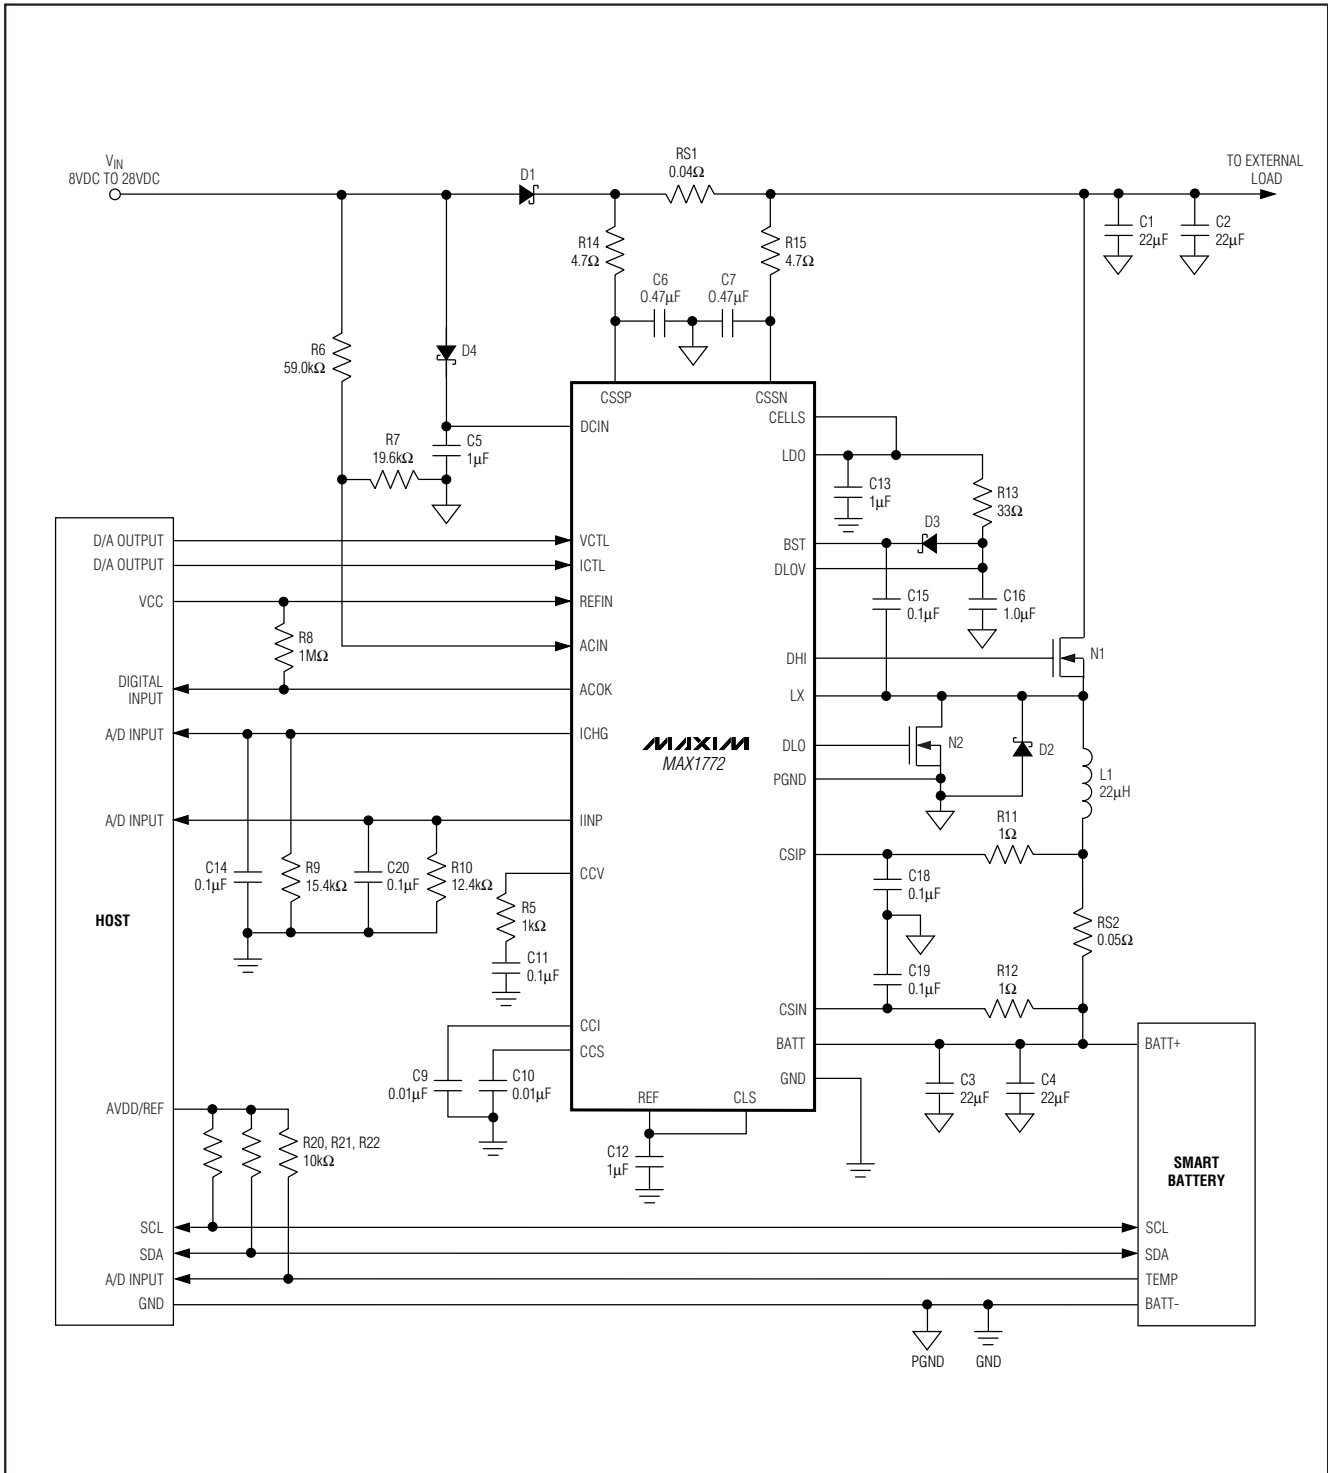 VIN
8VDC TO 28VDC
D1
RS1
0.04Ω
TO EXTERNAL
LOAD
R14
4.7Ω
R15
4.7Ω
C1
22µF
C2
22µF
C6
0.47µF
C7
0.47µF
R6
59.0kΩ
D4
CSSP
CSSN
CELLS
DCIN
R7
19.6kΩ
C5
1µF
LDO
C13
1µF
R13
33Ω
D3
D/A OUTPUT
VCTL
BST
D/A OUTPUT
ICTL
DLOV
VCC
REFIN
C15
0.1µF
C16
1.0µF
R8
1MΩ
ACIN
DHI
N1
DIGITAL
INPUT
ACOK
LX
A/D INPUT
ICHG
MAXIM
MAX1772
DLO
N2
D2
PGND
L1
22µH
A/D INPUT
IINP
R11
1Ω
CSIP
C14
0.1µF
R9
15.4kΩ
C20
0.1µF
R10
12.4kΩ
CCV
C18
0.1µF
HOST
R5
1kΩ
RS2
0.05Ω
C11
0.1µF
C19
0.1µF
R12
1Ω
CSIN
CCI
BATT
BATT+
CCS
C9
0.01µF
C10
0.01µF
GND
C3
22µF
C4
22µF
AVDD/REF
REF
CLS
R20, R21, R22
10kΩ
C12
1µF
SMART
BATTERY
SCL
SCL
SDA
SDA
A/D INPUT
TEMP
GND
BATT-
PGND
GND